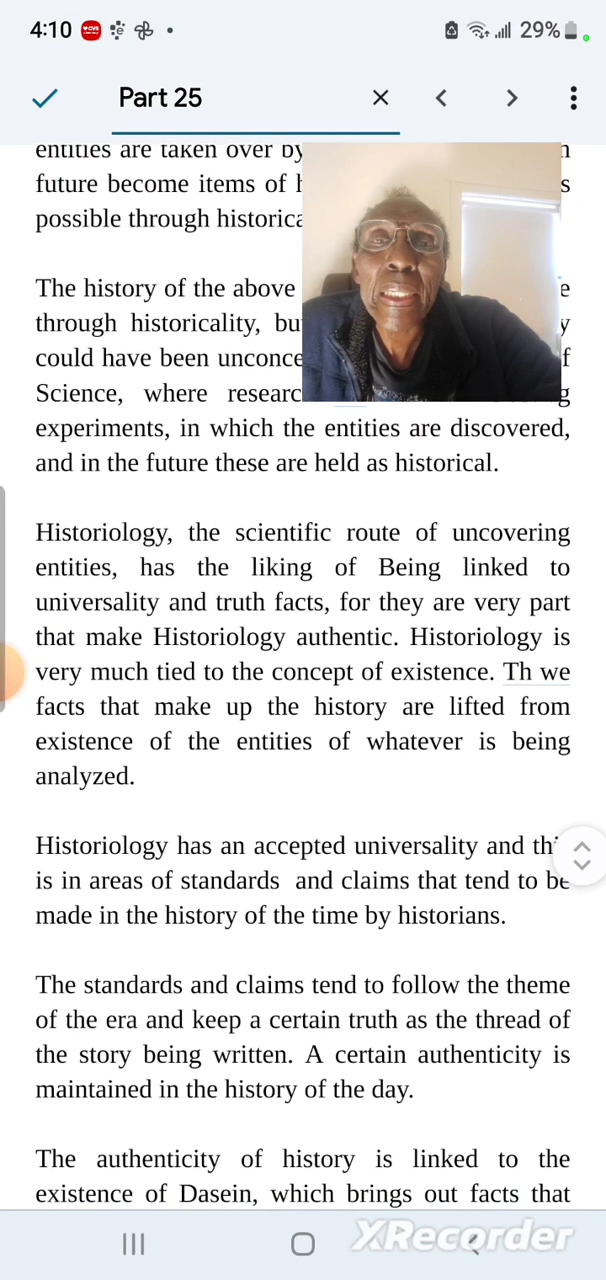 4:10
29%
Part 25
entities are taken over by
future become items of
possible through historica
The history of the above
through historicality, bu
could have been unconce
Science, where researc
experiments, in which the entities are discovered,
and in the future these are held as historical.
Historiology, the scientific route of uncovering
entities, has the liking of Being linked to
universality and truth facts, for they are very part
that make Historiology authentic. Historiology is
very much tied to the concept of existence. Th we
facts that make up the history are lifted from
existence of the entities of whatever is being
analyzed.
Historiology has an accepted universality and thi
is in areas of standards and claims that tend to be
made in the history of the time by historians.
The standards and claims tend to follow the theme
of the era and keep a certain truth as the thread of
the story being written. A certain authenticity is
maintained in the history of the day.
The authenticity of history is linked to the
existence of Dasein, which brings out facts that
XRecorder